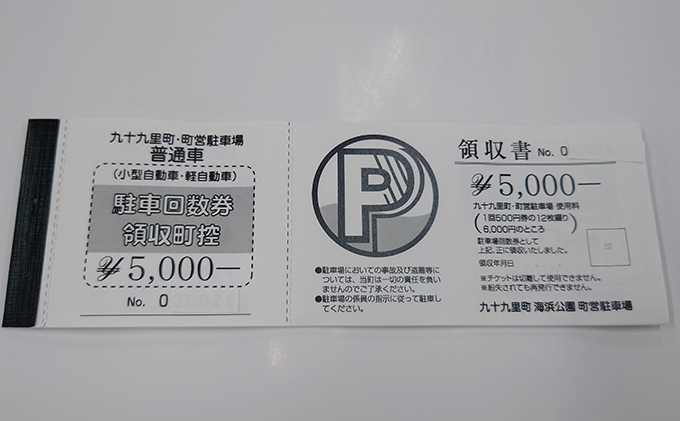 九十九里町・町営駐車場
普通車
(小型自動車・軽自動車)
駐車回数券
領収町控
¥5,000-
No. 0
P
●駐車場においての事故及び盗難等に
ついては、当町は一切の責任を負い
ませんのでご了承ください。
●駐車場の係員の指示に従って駐車し
てください。
領収書 No. 0
¥5,000-
九十九里町・町営駐車場 使用料
(1回500円券の12枚綴り
6,000円のところ)
駐車場回数券として
上記、正に領収いたしました。
領収年月日
印
※チケットは切離して使用できません。
※紛失されても再発行できません。
九十九里町 海浜公園 町営駐車場